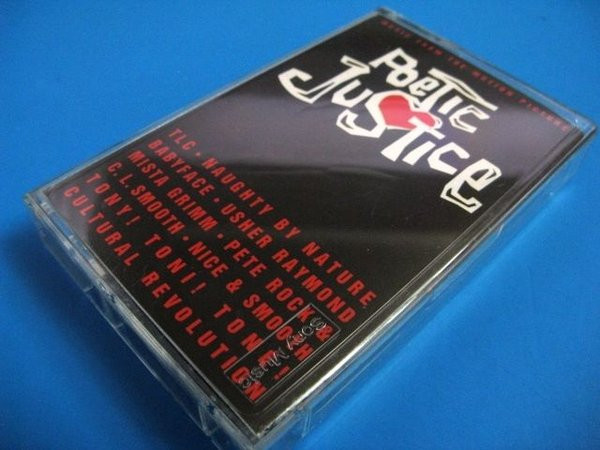 MUSIC FROM THE MOTION PICTURE
POETIC
JUSTICE
TLC • NAUGHTY BY NATURE
BABYFACE • USHER RAYMOND
MISTA GRIMM • PETE ROCK &
C.L. SMOOTH • NICE & SMOOTH
TONY! TONI! TONE!
CULTURAL REVOLUTION
Sony Music